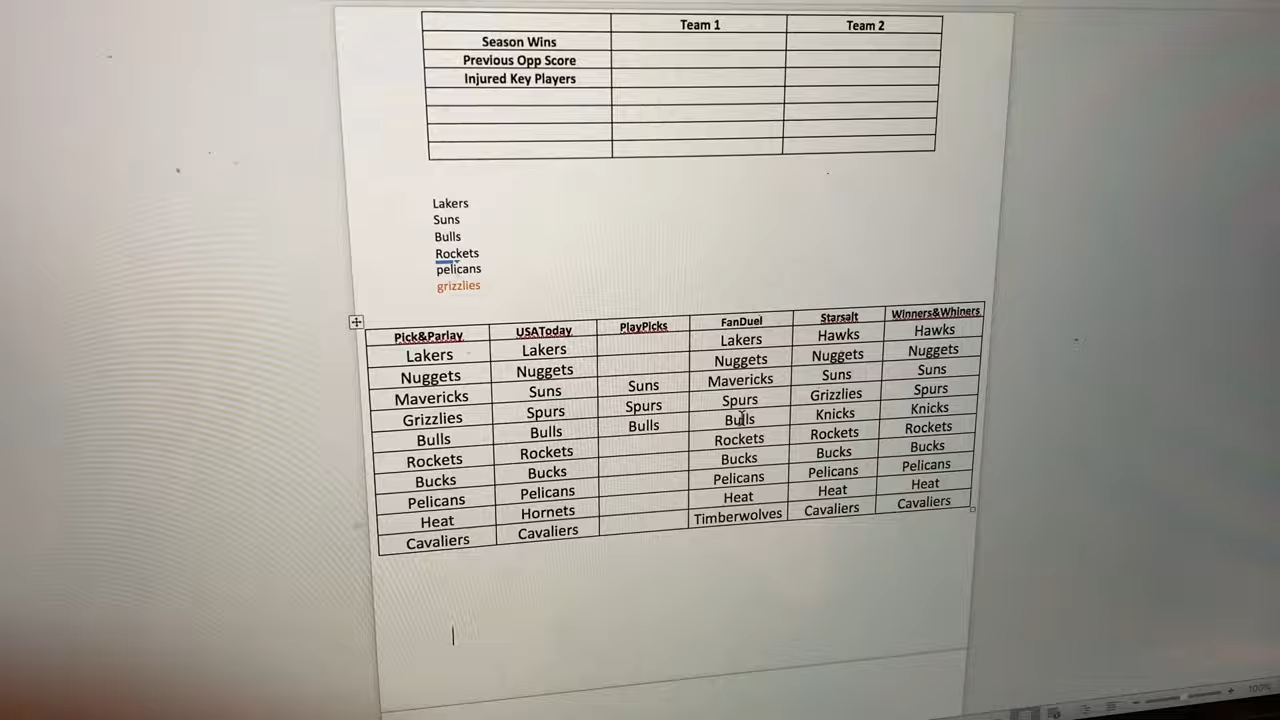 Team 1 Team 2
Season Wins
Previous Opp Score
Injured Key Players
Lakers
Suns
Bulls
Rockets
pelicans
grizzlies
Pick&Parlay USAToday PlayPicks FanDuel Starsalt Winners&Whiners
Lakers Lakers Lakers Hawks Hawks
Nuggets Nuggets Nuggets Nuggets Nuggets
Mavericks Suns Suns Mavericks Suns Suns
Grizzlies Spurs Spurs Spurs Grizzlies Spurs
Bulls Bulls Bulls Bulls Knicks Knicks
Rockets Rockets Rockets Rockets Rockets
Bucks Bucks Bucks Bucks Bucks
Pelicans Pelicans Pelicans Pelicans Pelicans
Heat Hornets Heat Heat Heat
Cavaliers Cavaliers Timberwolves Cavaliers Cavaliers
100%